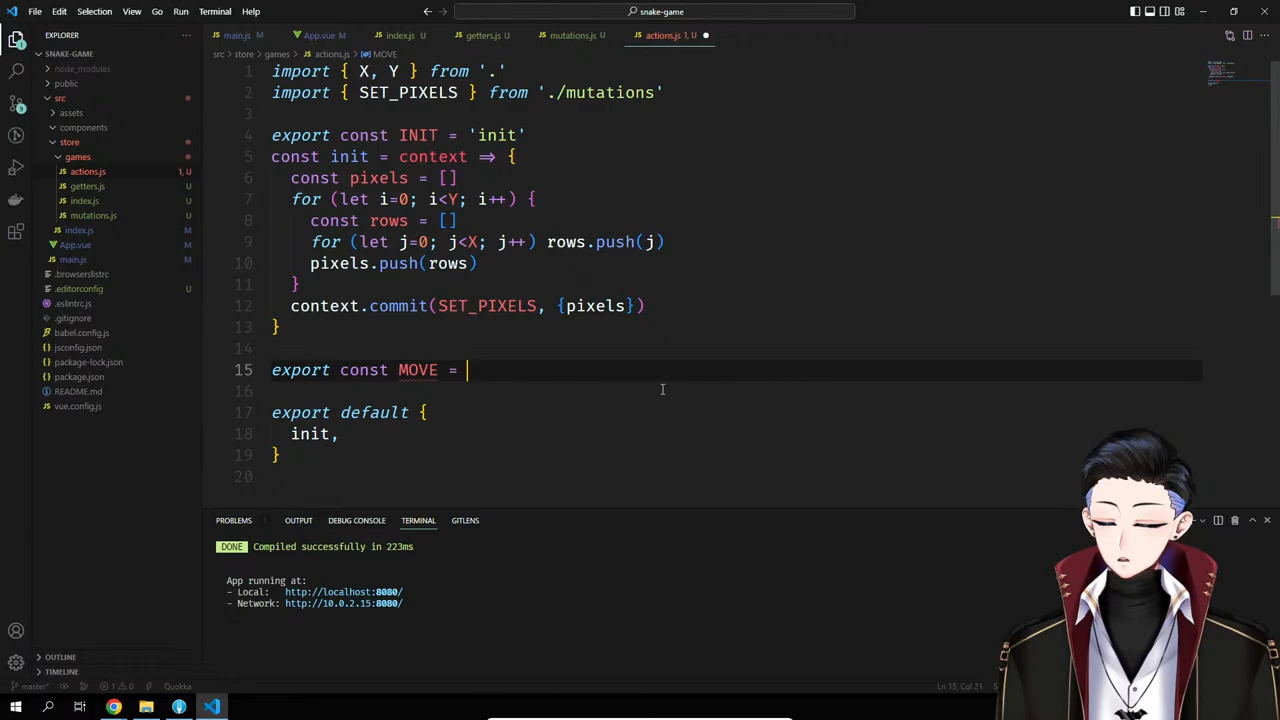 File Edit Selection View Go Run Terminal Help
snake-game
EXPLORER
SNAKE-GAME
node_modules
public
src
assets
components
store
games
actions.js 1, U
getters.js U
index.js U
mutations.js U
index.js U
App.vue M
main.js M
.browserslistrc
.editorconfig U
.eslintrc.js
.gitignore
babel.config.js
jsconfig.json
package-lock.json
package.json
README.md
vue.config.js
OUTLINE
TIMELINE
main.js M App.vue M index.js U getters.js U mutations.js U actions.js 1, U
src > store > games > actions.js > MOVE
1 import { X, Y } from '.'
2 import { SET_PIXELS } from './mutations'
3
4 export const INIT = 'init'
5 const init = context => {
6 const pixels = []
7 for (let i=0; i<Y; i++) {
8 const rows = []
9 for (let j=0; j<X; j++) rows.push(j)
10 pixels.push(rows)
11 }
12 context.commit(SET_PIXELS, {pixels})
13 }
14
15 export const MOVE =
16
17 export default {
18 init,
19 }
20
PROBLEMS OUTPUT DEBUG CONSOLE TERMINAL GITLENS
DONE Compiled successfully in 223ms
App running at:
- Local: http://localhost:8080/
- Network: http://10.0.2.15:8080/
master* 1 0 Quokka Ln 15, Col 21